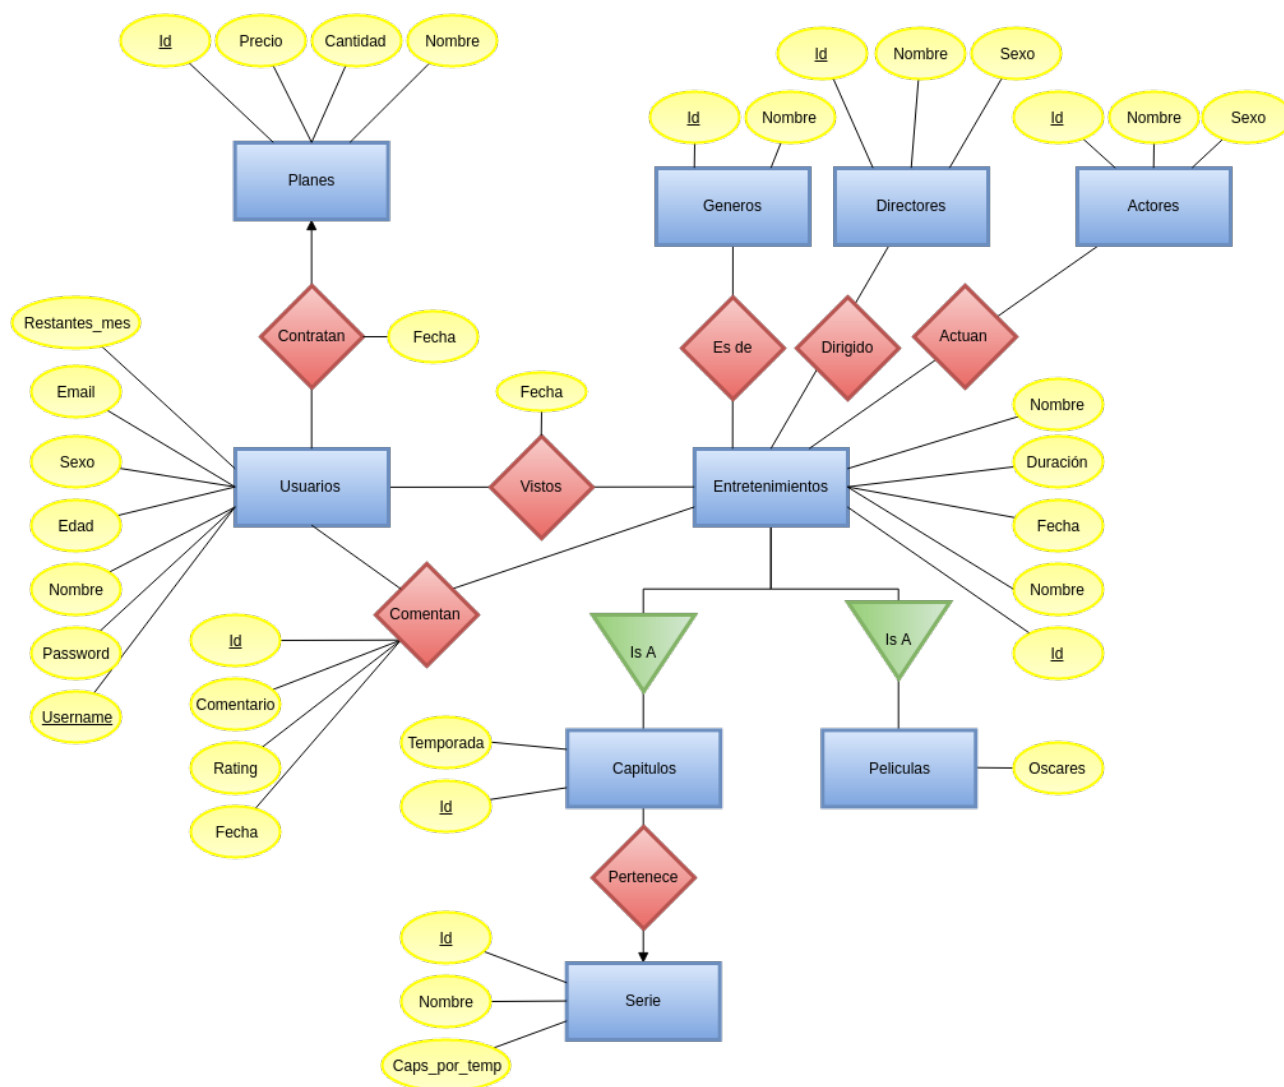 Id
Precio
Cantidad
Nombre
Id
Nombre
Sexo
Id
Nombre
Id
Nombre
Sexo
Planes
Generos
Directores
Actores
Restantes_mes
Contratan
Fecha
Es de
Dirigido
Actuan
Email
Fecha
Nombre
Sexo
Duración
Usuarios
Vistos
Entretenimientos
Edad
Fecha
Nombre
Comentan
Nombre
Password
Id
Is A
Is A
Id
Username
Comentario
Temporada
Rating
Capitulos
Peliculas
Oscares
Id
Fecha
Pertenece
Id
Nombre
Serie
Caps_por_temp